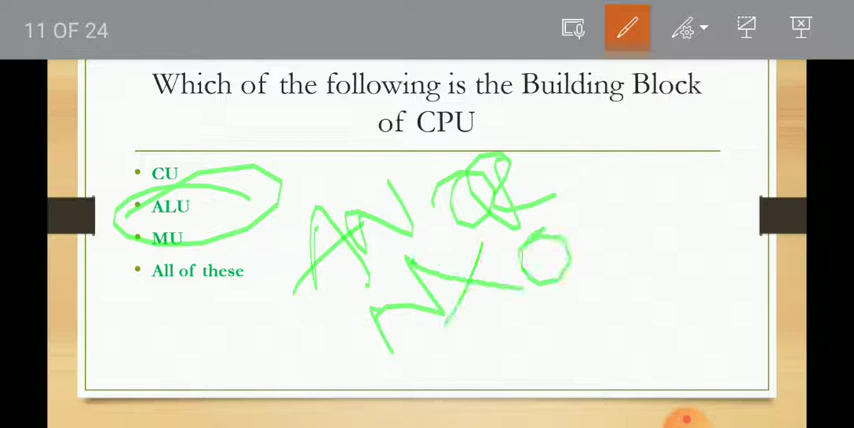 11 OF 24
Which of the following is the Building Block
of CPU
• CU
• ALU
• MU
• All of these